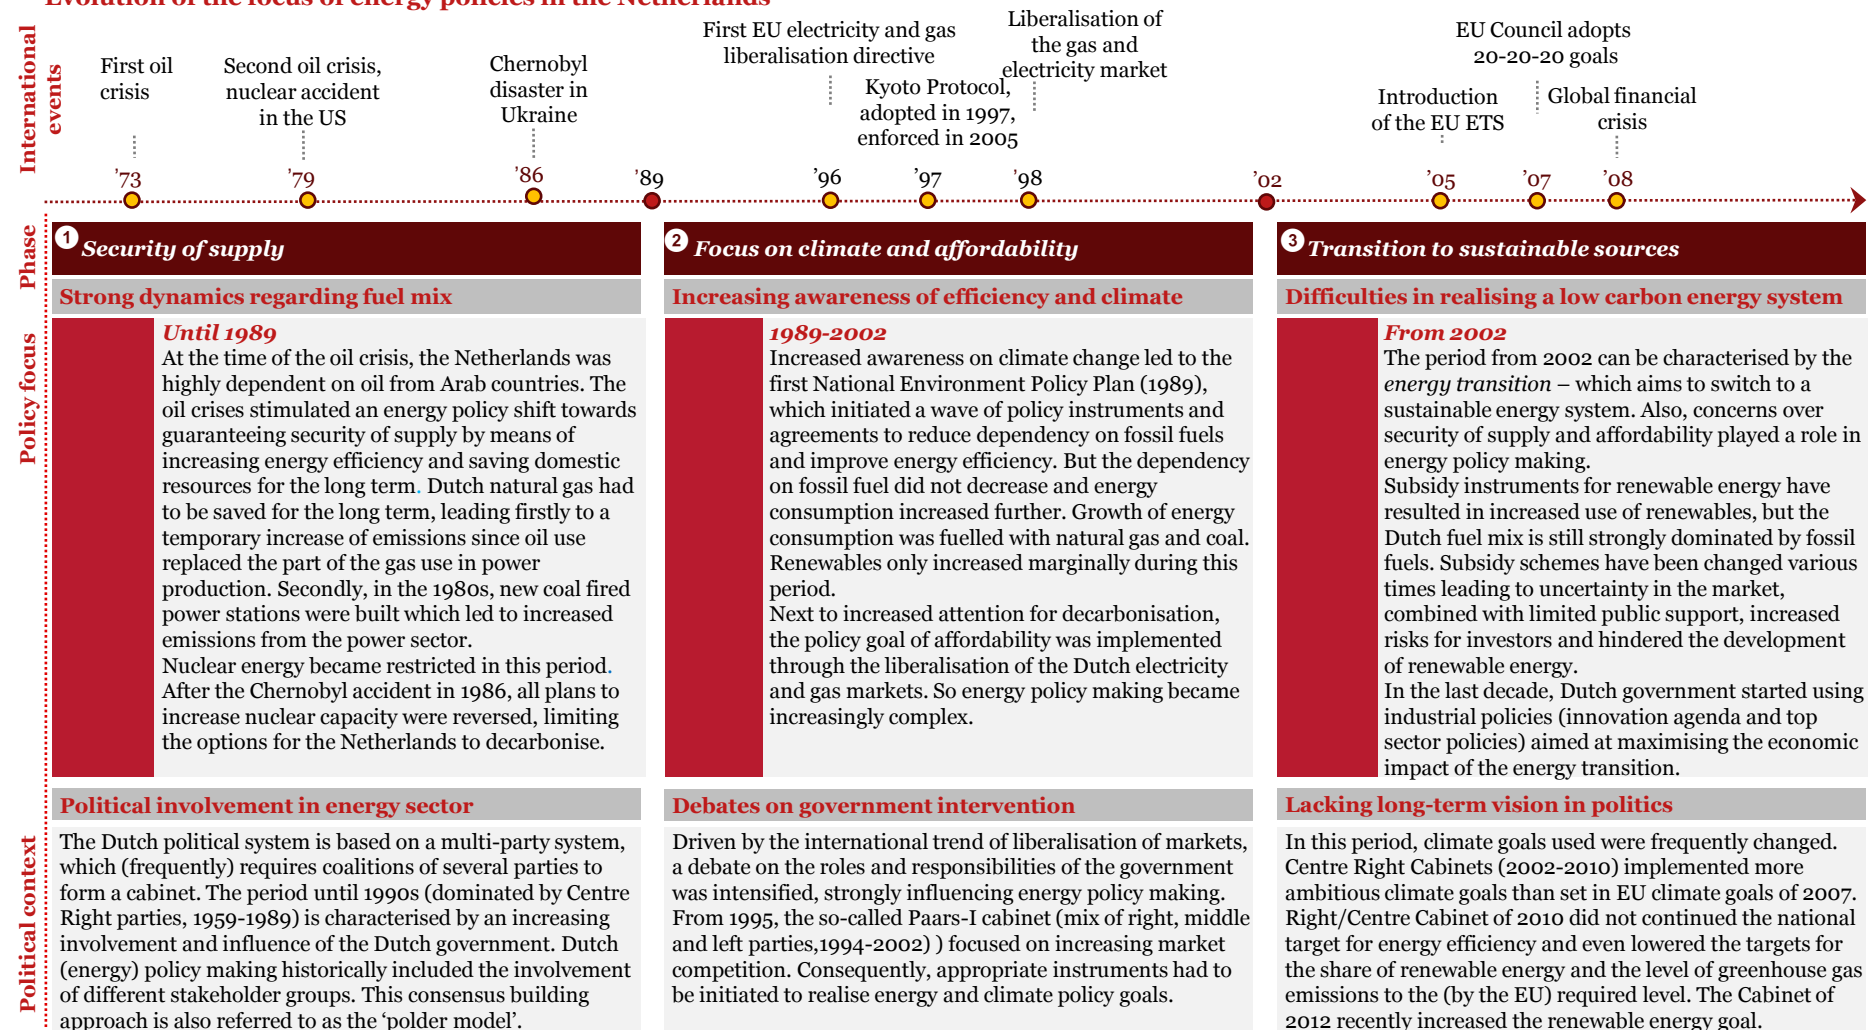 Evolution of the focus of energy policies in the Netherlands
International
events
First oil
crisis
Second oil crisis,
nuclear accident
in the US
Chernobyl
disaster in
Ukraine
First EU electricity and gas
liberalisation directive
Kyoto Protocol,
adopted in 1997,
enforced in 2005
Liberalisation of
the gas and
electricity market
Introduction
of the EU ETS
EU Council adopts
20-20-20 goals
Global financial
crisis
’73
’79
’86
’89
’96
’97
’98
’02
’05
’07
’08
Phase
1 Security of supply
2 Focus on climate and affordability
3 Transition to sustainable sources
Policy focus
Strong dynamics regarding fuel mix
Until 1989
At the time of the oil crisis, the Netherlands was
highly dependent on oil from Arab countries. The
oil crises stimulated an energy policy shift towards
guaranteeing security of supply by means of
increasing energy efficiency and saving domestic
resources for the long term. Dutch natural gas had
to be saved for the long term, leading firstly to a
temporary increase of emissions since oil use
replaced the part of the gas use in power
production. Secondly, in the 1980s, new coal fired
power stations were built which led to increased
emissions from the power sector.
Nuclear energy became restricted in this period.
After the Chernobyl accident in 1986, all plans to
increase nuclear capacity were reversed, limiting
the options for the Netherlands to decarbonise.
Increasing awareness of efficiency and climate
1989-2002
Increased awareness on climate change led to the
first National Environment Policy Plan (1989),
which initiated a wave of policy instruments and
agreements to reduce dependency on fossil fuels
and improve energy efficiency. But the dependency
on fossil fuel did not decrease and energy
consumption increased further. Growth of energy
consumption was fuelled with natural gas and coal.
Renewables only increased marginally during this
period.
Next to increased attention for decarbonisation,
the policy goal of affordability was implemented
through the liberalisation of the Dutch electricity
and gas markets. So energy policy making became
increasingly complex.
Difficulties in realising a low carbon energy system
From 2002
The period from 2002 can be characterised by the
energy transition – which aims to switch to a
sustainable energy system. Also, concerns over
security of supply and affordability played a role in
energy policy making.
Subsidy instruments for renewable energy have
resulted in increased use of renewables, but the
Dutch fuel mix is still strongly dominated by fossil
fuels. Subsidy schemes have been changed various
times leading to uncertainty in the market,
combined with limited public support, increased
risks for investors and hindered the development
of renewable energy.
In the last decade, Dutch government started using
industrial policies (innovation agenda and top
sector policies) aimed at maximising the economic
impact of the energy transition.
Political context
Political involvement in energy sector
The Dutch political system is based on a multi-party system,
which (frequently) requires coalitions of several parties to
form a cabinet. The period until 1990s (dominated by Centre
Right parties, 1959-1989) is characterised by an increasing
involvement and influence of the Dutch government. Dutch
(energy) policy making historically included the involvement
of different stakeholder groups. This consensus building
approach is also referred to as the ‘polder model’.
Debates on government intervention
Driven by the international trend of liberalisation of markets,
a debate on the roles and responsibilities of the government
was intensified, strongly influencing energy policy making.
From 1995, the so-called Paars-I cabinet (mix of right, middle
and left parties,1994-2002) ) focused on increasing market
competition. Consequently, appropriate instruments had to
be initiated to realise energy and climate policy goals.
Lacking long-term vision in politics
In this period, climate goals used were frequently changed.
Centre Right Cabinets (2002-2010) implemented more
ambitious climate goals than set in EU climate goals of 2007.
Right/Centre Cabinet of 2010 did not continued the national
target for energy efficiency and even lowered the targets for
the share of renewable energy and the level of greenhouse gas
emissions to the (by the EU) required level. The Cabinet of
2012 recently increased the renewable energy goal.